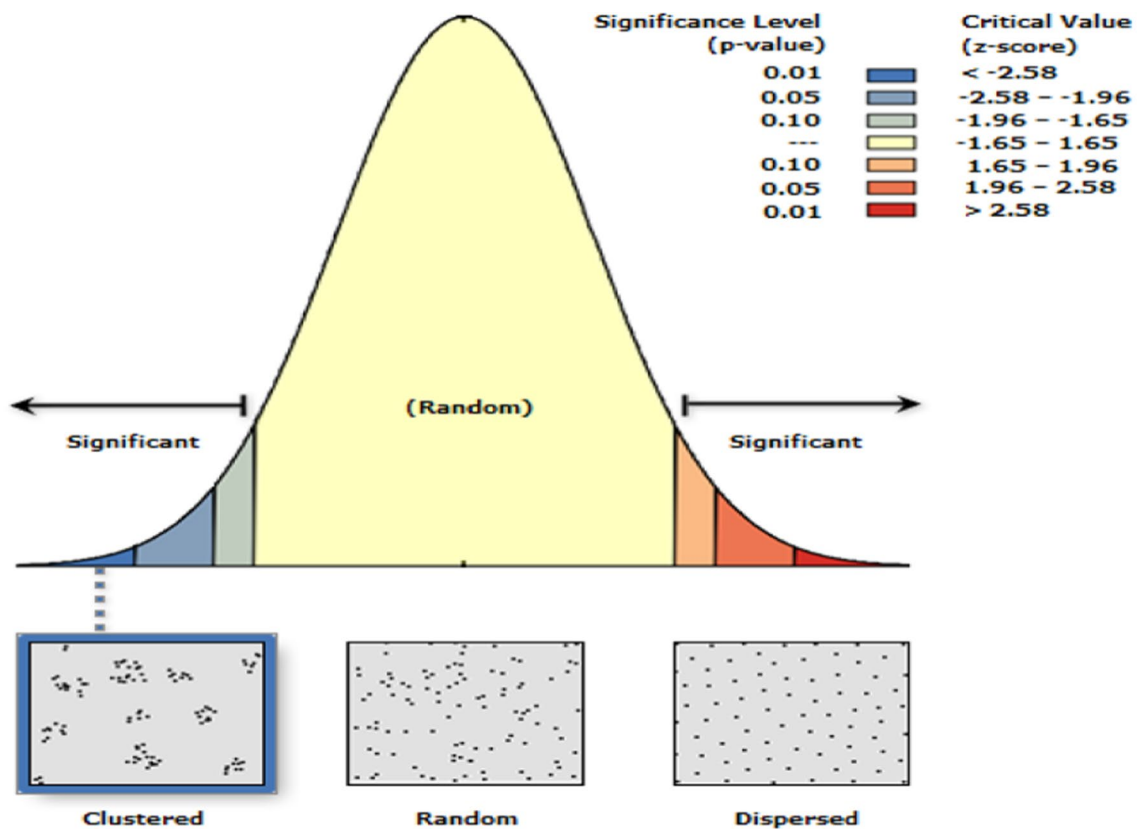 Significance Level Critical Value
(p-value) (z-score)
0.01 < -2.58
0.05 -2.58 – -1.96
0.10 -1.96 – -1.65
--- -1.65 – 1.65
0.10 1.65 – 1.96
0.05 1.96 – 2.58
0.01 > 2.58
(Random)
Significant Significant
Clustered Random Dispersed